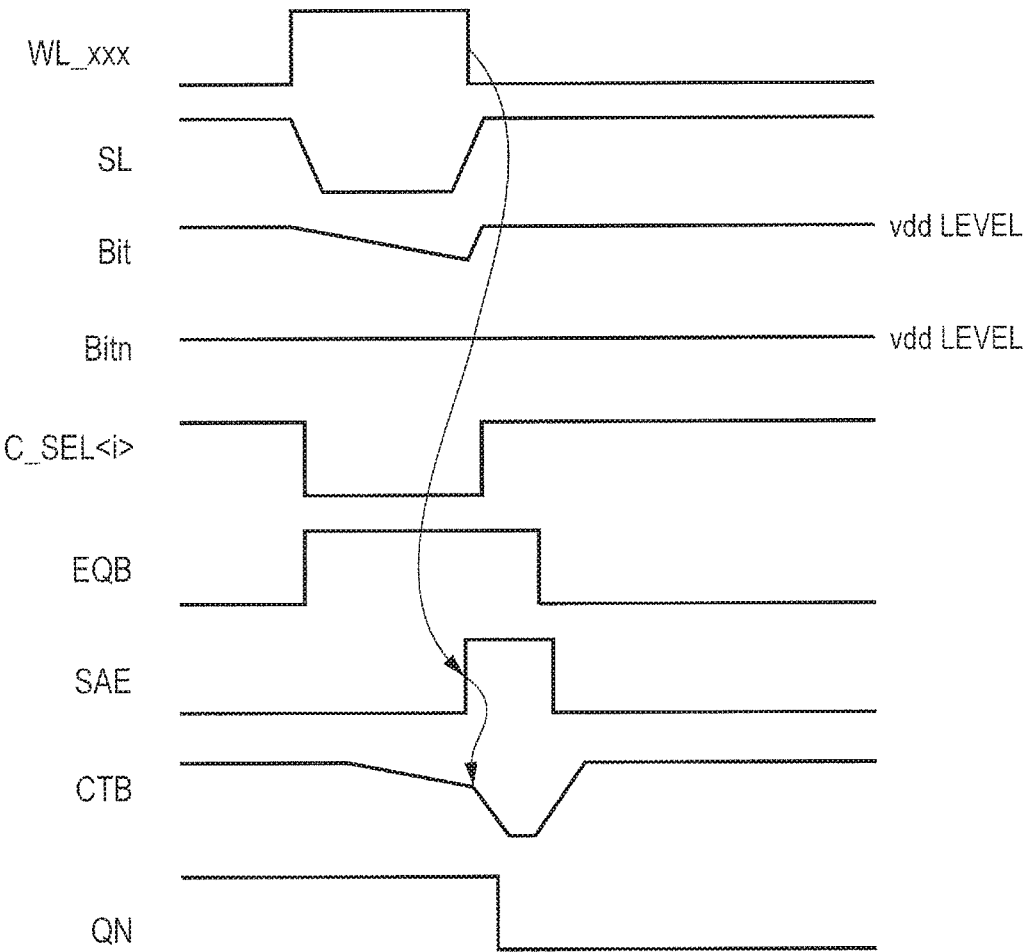 WL_xxx
SL
Bit
vdd LEVEL
Bitn
vdd LEVEL
C_SEL<i>
EQB
SAE
CTB
QN